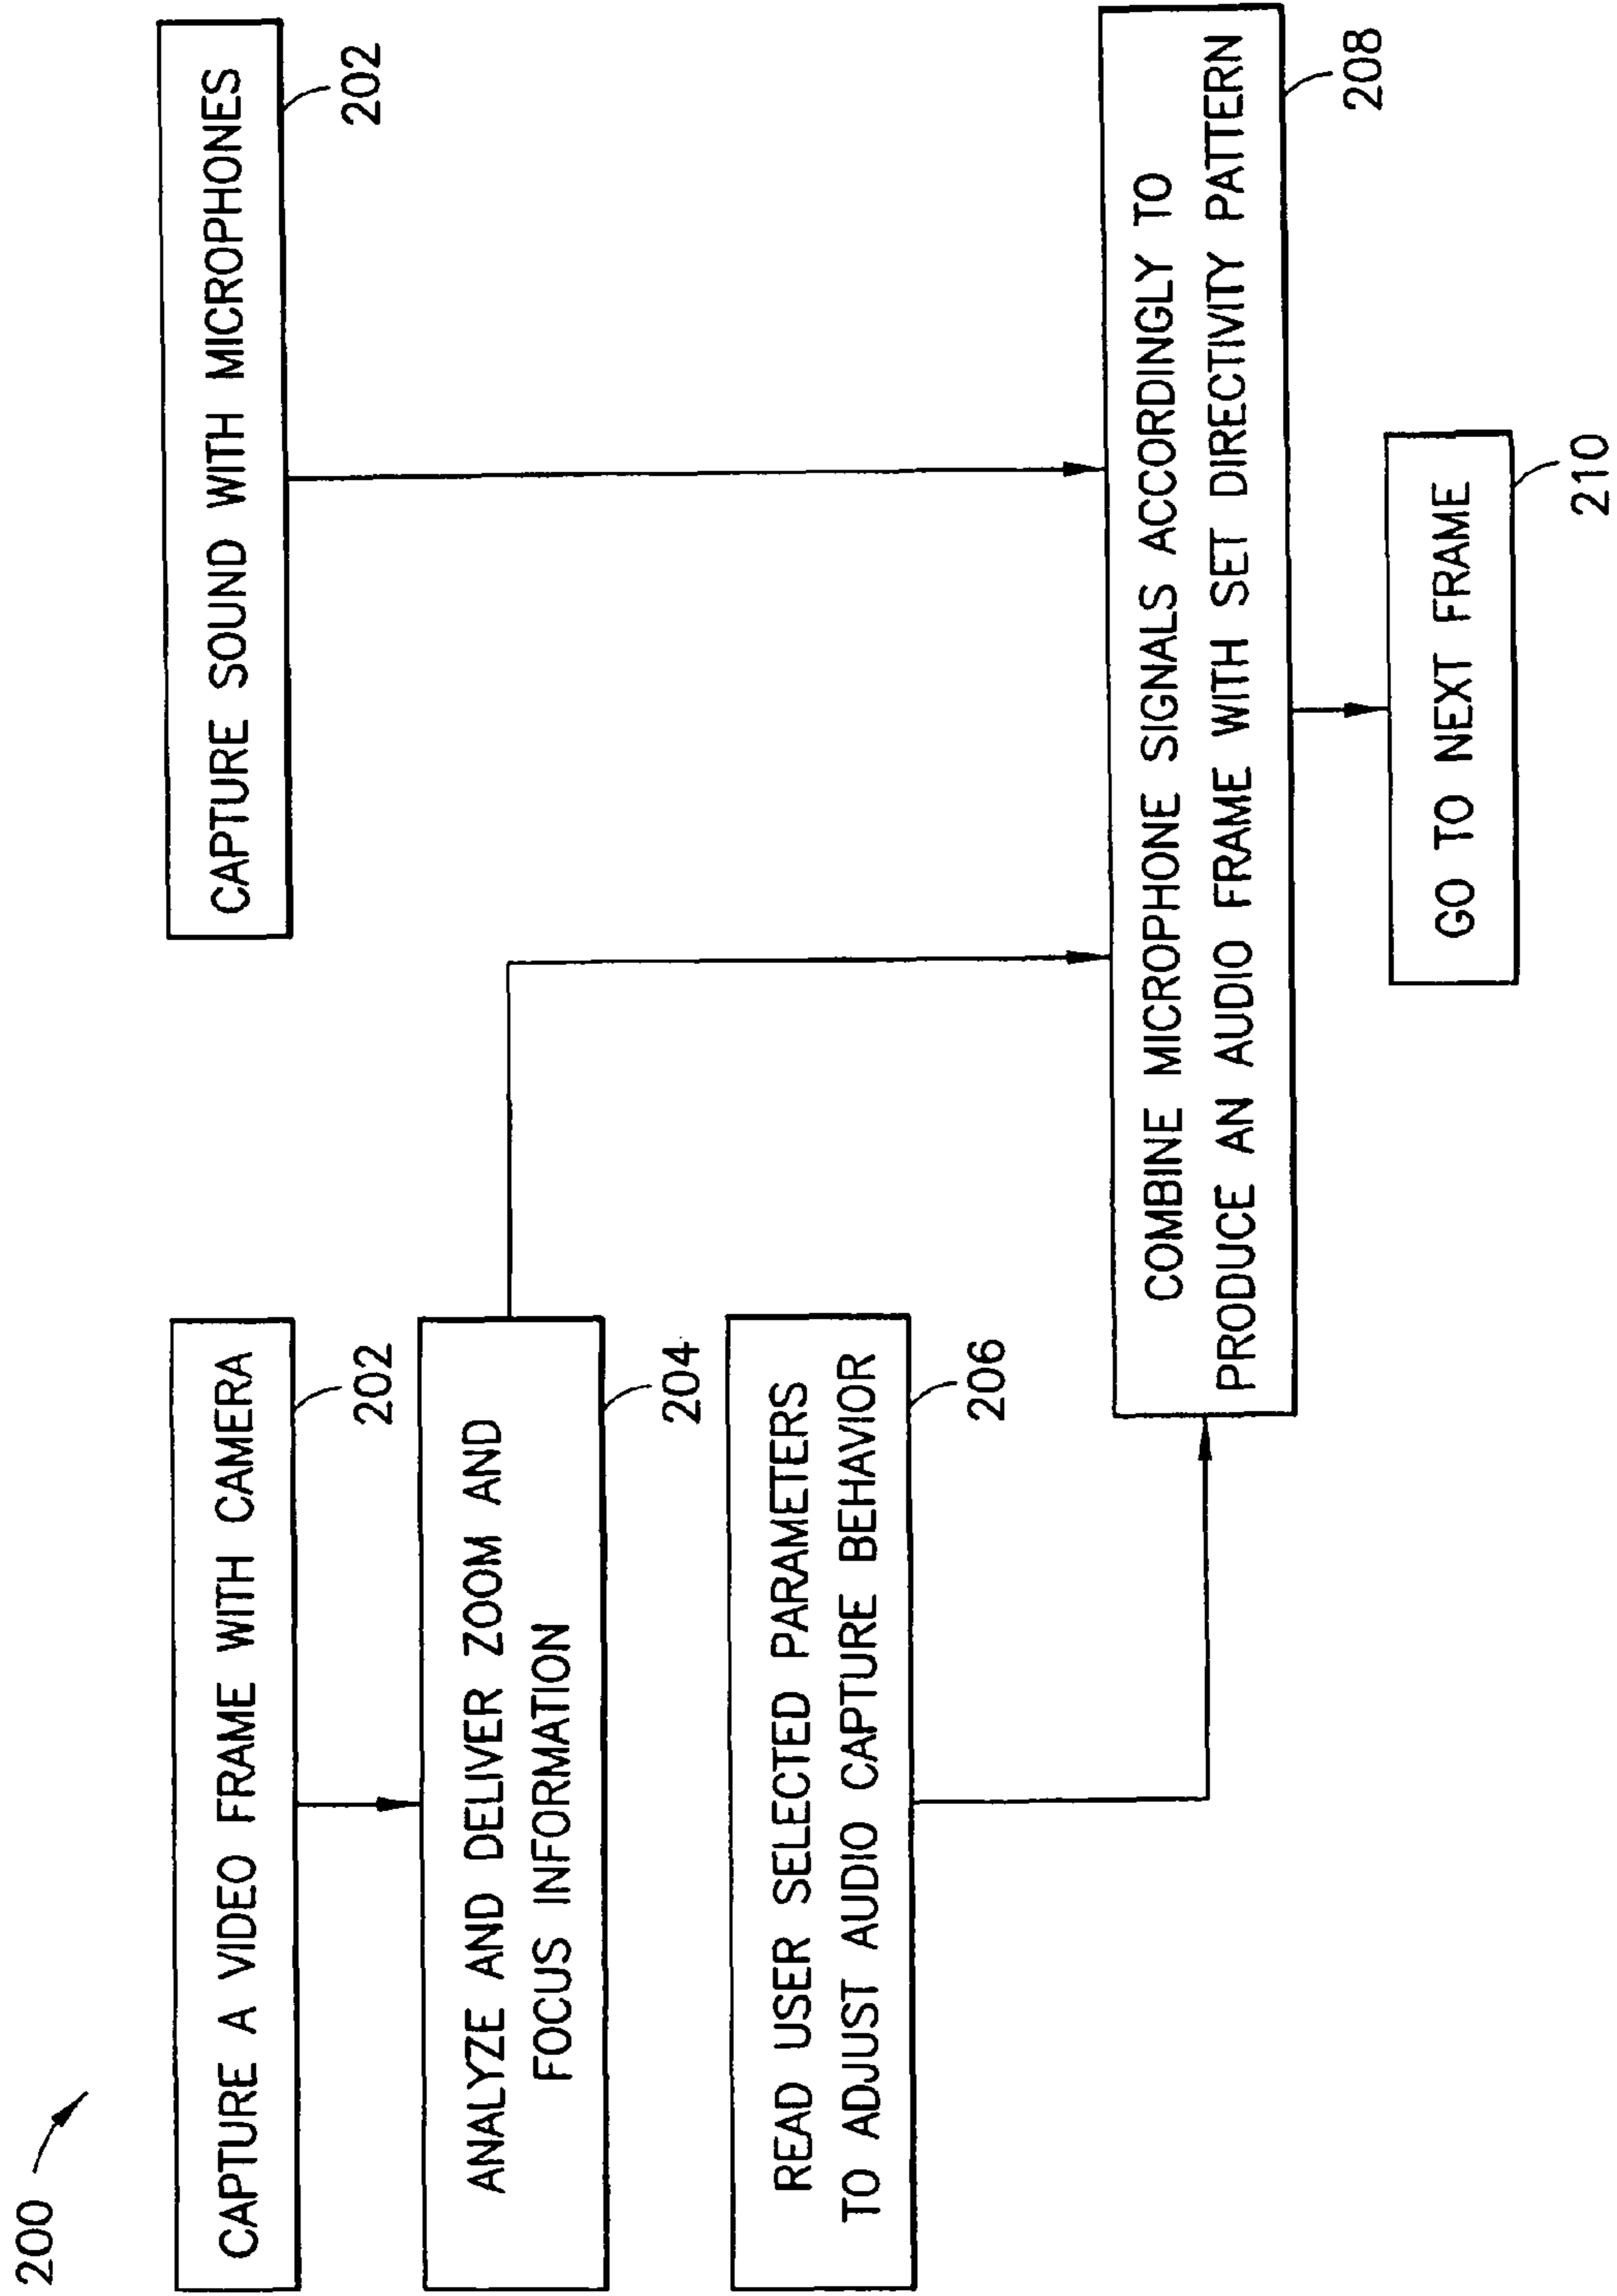 200
CAPTURE A VIDEO FRAME WITH CAMERA
202
CAPTURE SOUND WITH MICROPHONES
202
ANALYZE AND DELIVER ZOOM AND
FOCUS INFORMATION
204
READ USER SELECTED PARAMETERS
TO ADJUST AUDIO CAPTURE BEHAVIOR
206
COMBINE MICROPHONE SIGNALS ACCORDINGLY TO
PRODUCE AN AUDIO FRAME WITH SET DIRECTIVITY PATTERN
208
GO TO NEXT FRAME
210